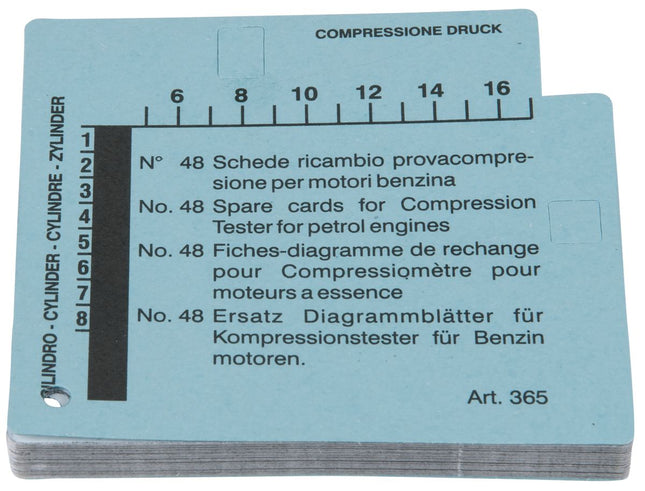 COMPRESSIONE DRUCK
6 8 10 12 14 16
CYLINDRO - CYLINDER - CYLINDRE - ZYLINDER
1
2
3
4
5
6
7
8
N° 48 Schede ricambio provacompre-
sione per motori benzina
No. 48 Spare cards for Compression
Tester for petrol engines
No. 48 Fiches-diagramme de rechange
pour Compressiomètre pour
moteurs a essence
No. 48 Ersatz Diagrammblätter für
Kompressionstester für Benzin
motoren.
Art. 365